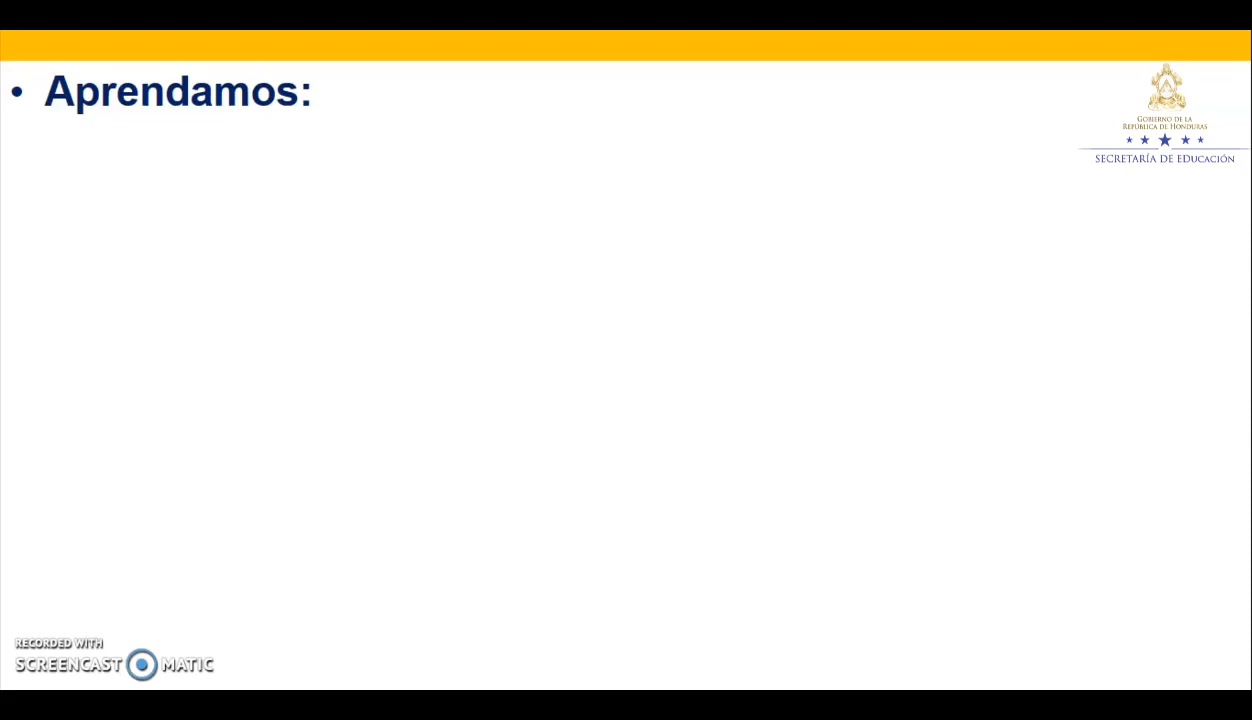 • Aprendamos:
GOBIERNO DE LA
REPÚBLICA DE HONDURAS
SECRETARÍA DE EDUCACIÓN
RECORDED WITH
SCREENCAST MATIC